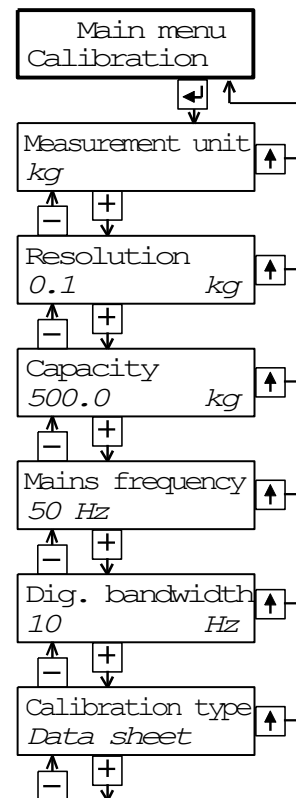 Main menu
Calibration
Measurement unit
kg
+
−
Resolution
0.1 kg
+
−
Capacity
500.0 kg
+
−
Mains frequency
50 Hz
+
−
Dig. bandwidth
10 Hz
+
−
Calibration type
Data sheet
+
−